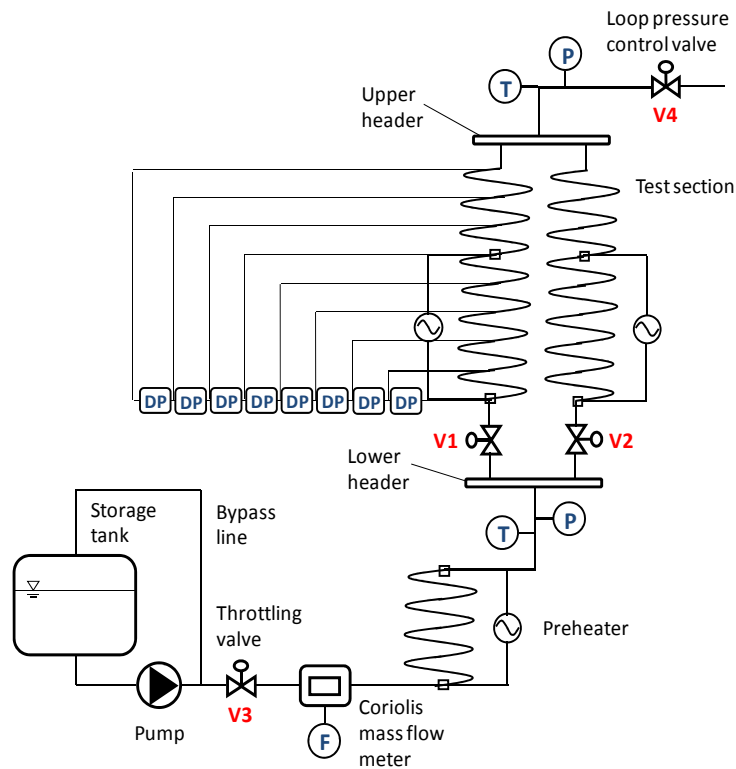 Loop pressure
control valve
P
T
V4
Upper
header
Test section
DP DP DP DP DP DP DP DP
V1
V2
Lower
header
T
P
Storage
tank
Bypass
line
Throttling
valve
Preheater
Pump
V3
F
Coriolis
mass flow
meter